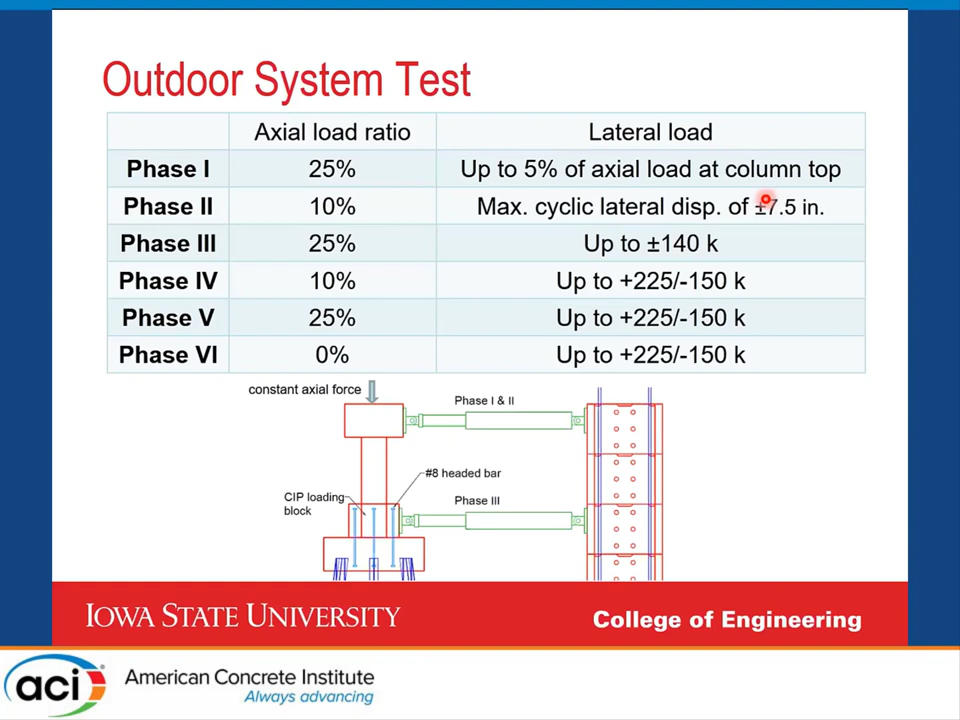 Outdoor System Test
Axial load ratio Lateral load
Phase I 25% Up to 5% of axial load at column top
Phase II 10% Max. cyclic lateral disp. of ±7.5 in.
Phase III 25% Up to ±140 k
Phase IV 10% Up to +225/-150 k
Phase V 25% Up to +225/-150 k
Phase VI 0% Up to +225/-150 k
constant axial force
Phase I & II
#8 headed bar
CIP loading
block
Phase III
IOWA STATE UNIVERSITY
College of Engineering
aci
American Concrete Institute
Always advancing